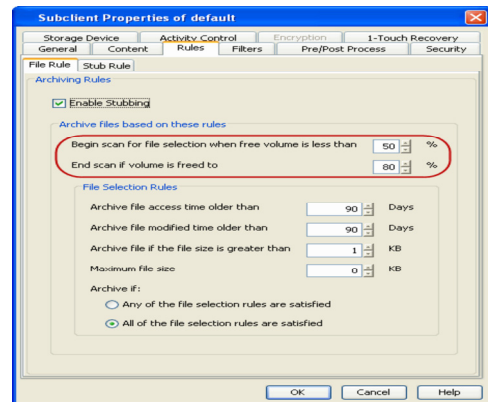 Subclient Properties of default
Storage Device Activity Control Encryption 1-Touch Recovery
General Content Rules Filters Pre/Post Process Security
File Rule Stub Rule
Archiving Rules
Enable Stubbing
Archive files based on these rules
Begin scan for file selection when free volume is less than 50 %
End scan if volume is freed to 80 %
File Selection Rules
Archive file access time older than 90 Days
Archive file modified time older than 90 Days
Archive file if the file size is greater than 1 KB
Maximum file size 0 KB
Archive if:
Any of the file selection rules are satisfied
All of the file selection rules are satisfied
OK Cancel Help